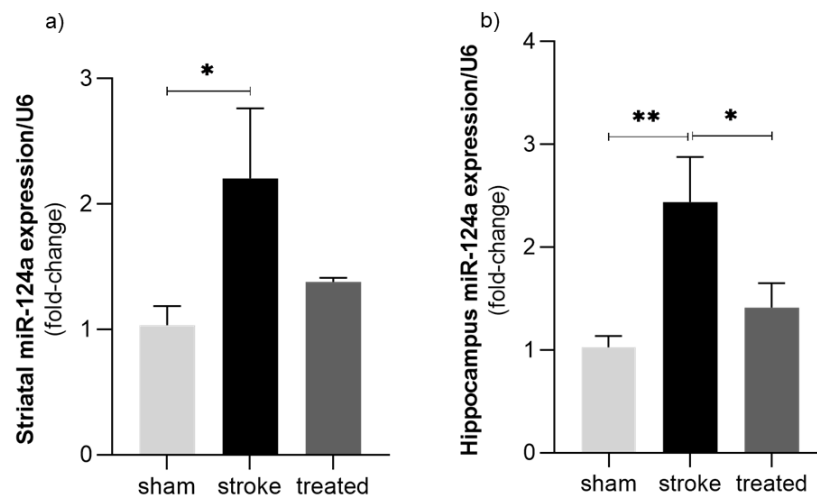 a)
Striatal miR-124a expression/U6
(fold-change)
3
2
1
0
*
sham stroke treated
b)
Hippocampus miR-124a expression/U6
(fold-change)
4
3
2
1
0
** *
sham stroke treated